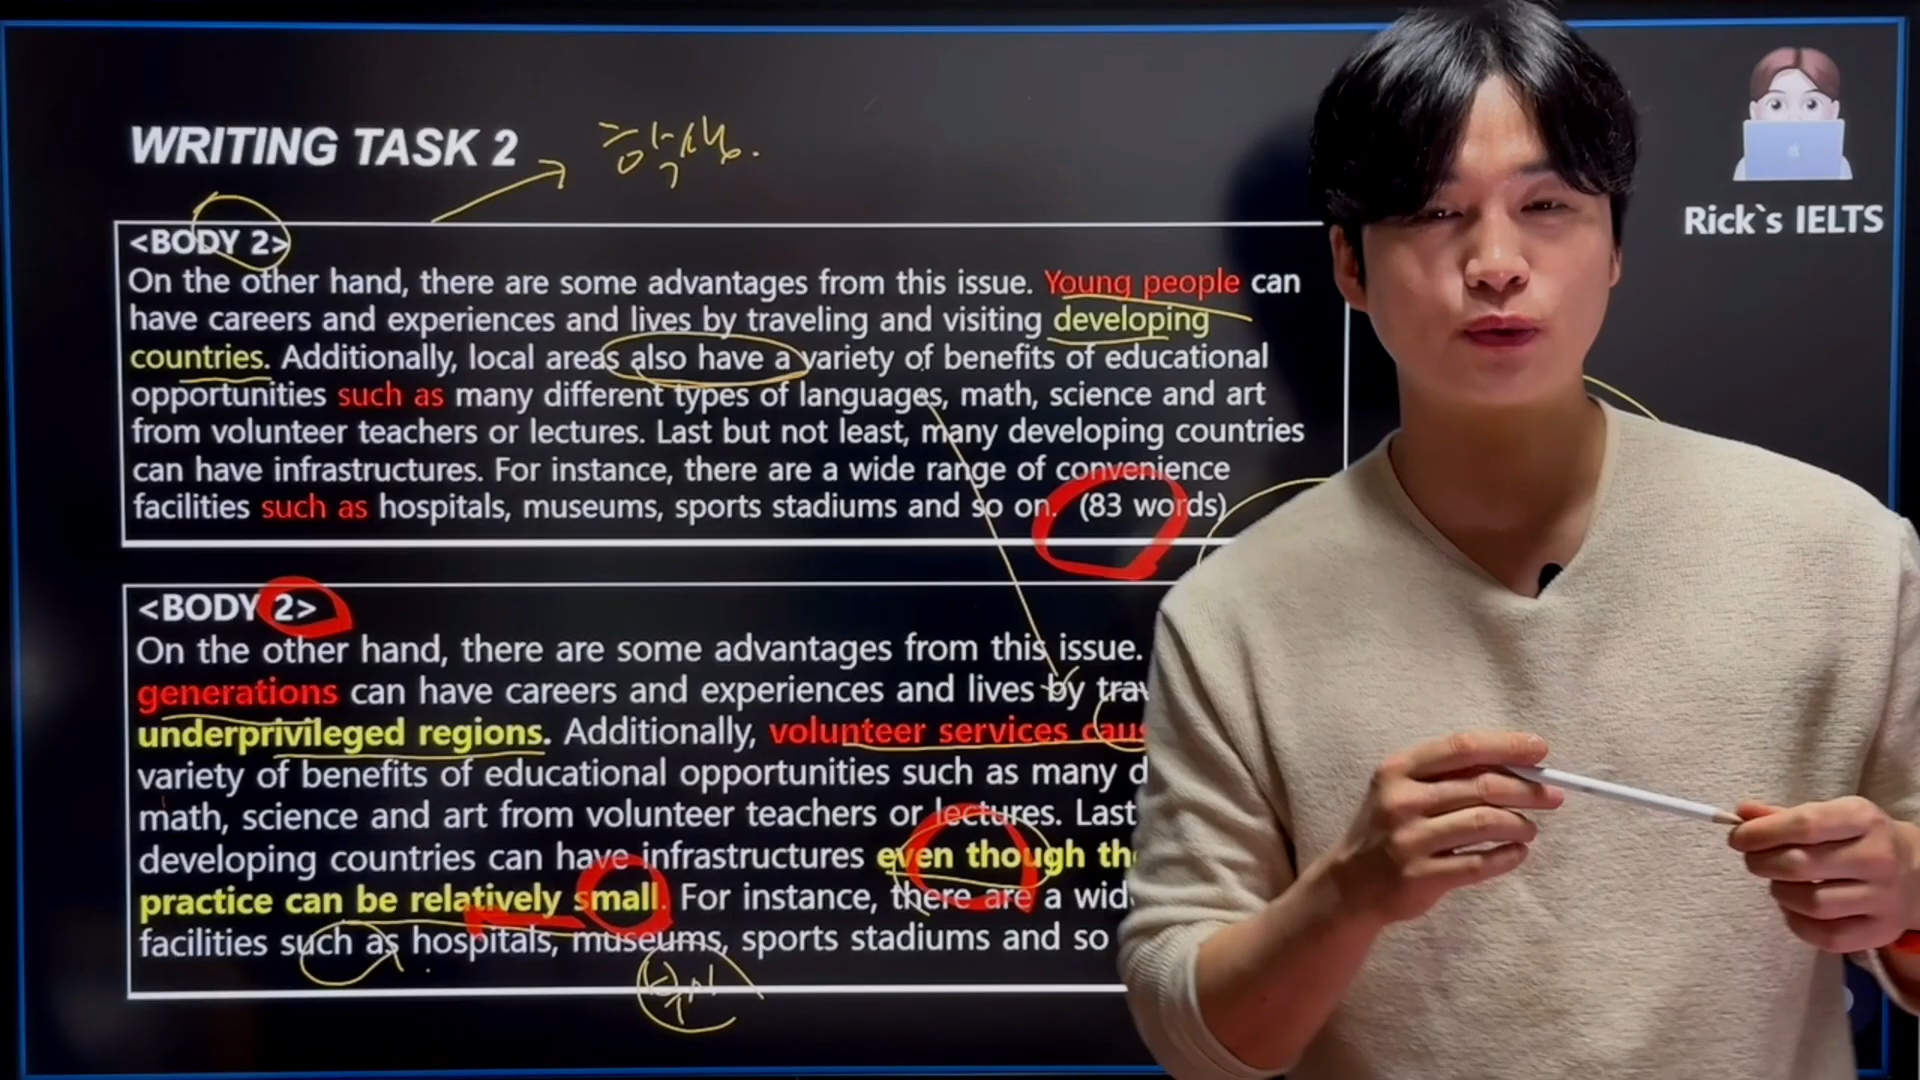 WRITING TASK 2
학생.
Rick`s IELTS
<BODY 2>
On the other hand, there are some advantages from this issue. Young people can
have careers and experiences and lives by traveling and visiting developing
countries. Additionally, local areas also have a variety of benefits of educational
opportunities such as many different types of languages, math, science and art
from volunteer teachers or lectures. Last but not least, many developing countries
can have infrastructures. For instance, there are a wide range of convenience
facilities such as hospitals, museums, sports stadiums and so on. (83 words)
<BODY 2>
On the other hand, there are some advantages from this issue.
generations can have careers and experiences and lives by trav
underprivileged regions. Additionally, volunteer services caus
variety of benefits of educational opportunities such as many d
math, science and art from volunteer teachers or lectures. Last
developing countries can have infrastructures even though th
practice can be relatively small. For instance, there are a wid
facilities such as hospitals, museums, sports stadiums and so